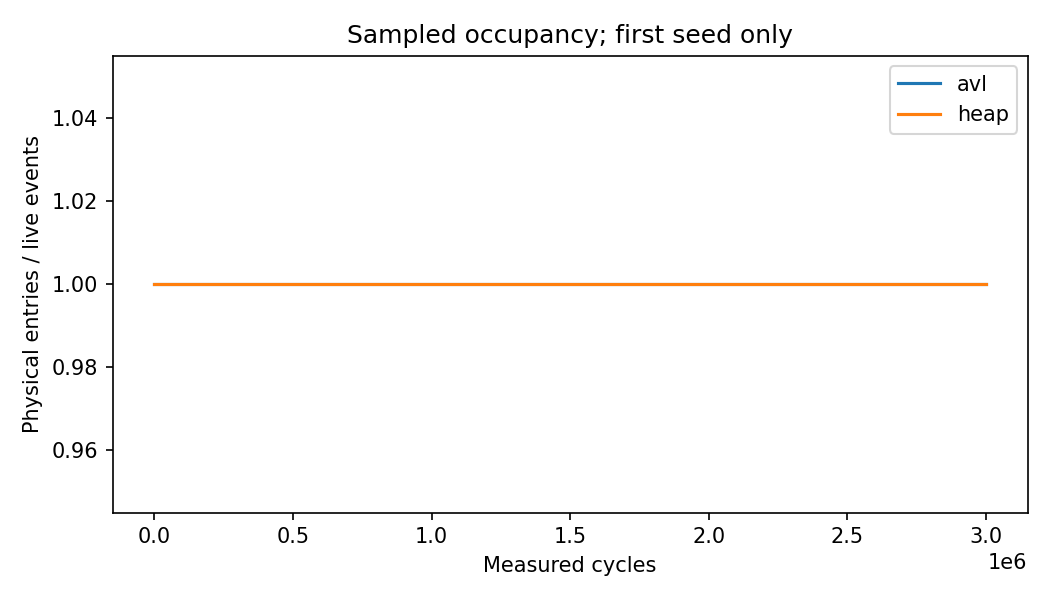 Sampled occupancy; first seed only
avl
heap
Physical entries / live events
1.04
1.02
1.00
0.98
0.96
0.0 0.5 1.0 1.5 2.0 2.5 3.0
1e6
Measured cycles